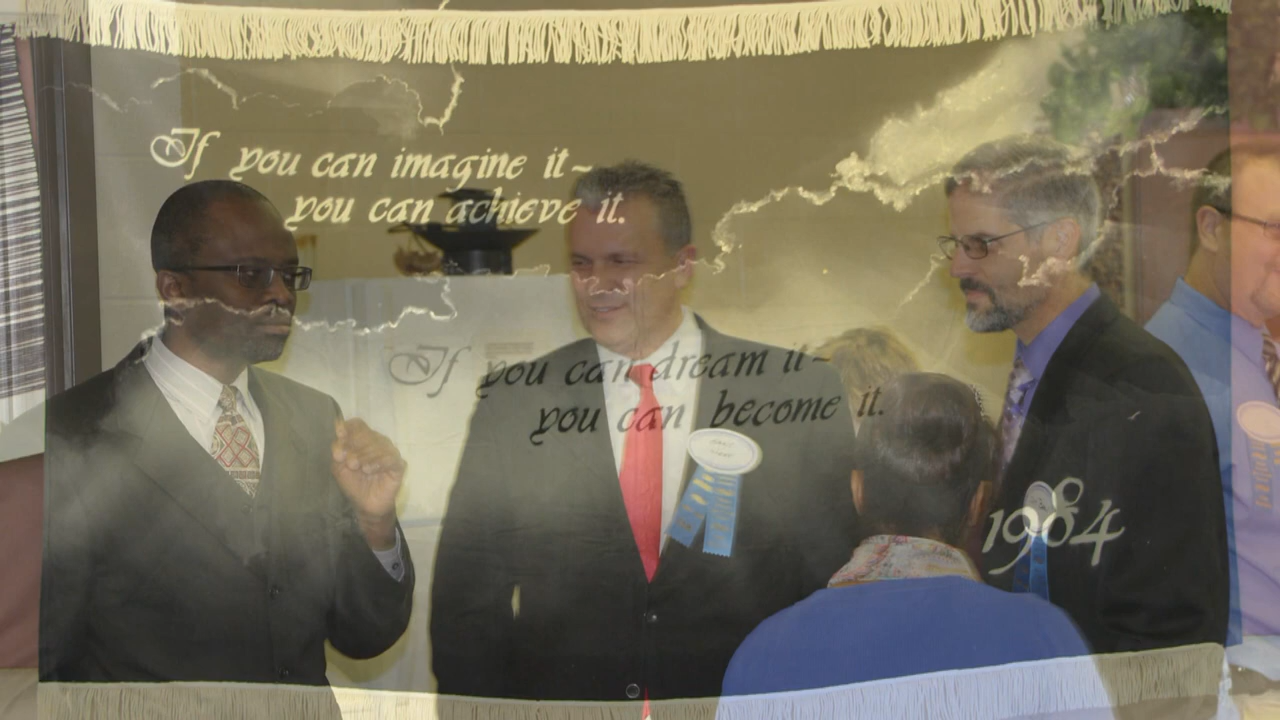 If you can imagine it~
you can achieve it.
If you can dream it~
you can become it.
1984